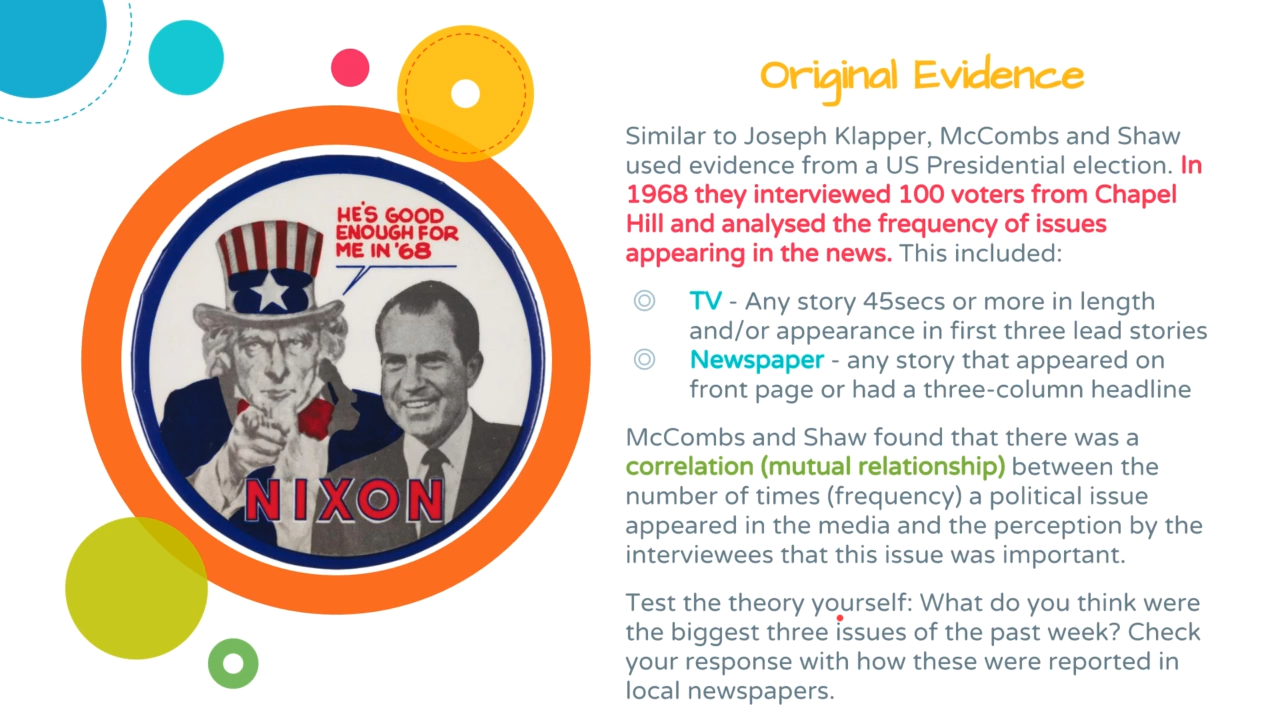 HE'S GOOD
ENOUGH FOR
ME IN '68
NIXON
Original Evidence
Similar to Joseph Klapper, McCombs and Shaw
used evidence from a US Presidential election. In
1968 they interviewed 100 voters from Chapel
Hill and analysed the frequency of issues
appearing in the news. This included:
TV - Any story 45secs or more in length
and/or appearance in first three lead stories
Newspaper - any story that appeared on
front page or had a three-column headline
McCombs and Shaw found that there was a
correlation (mutual relationship) between the
number of times (frequency) a political issue
appeared in the media and the perception by the
interviewees that this issue was important.
Test the theory yourself: What do you think were
the biggest three issues of the past week? Check
your response with how these were reported in
local newspapers.